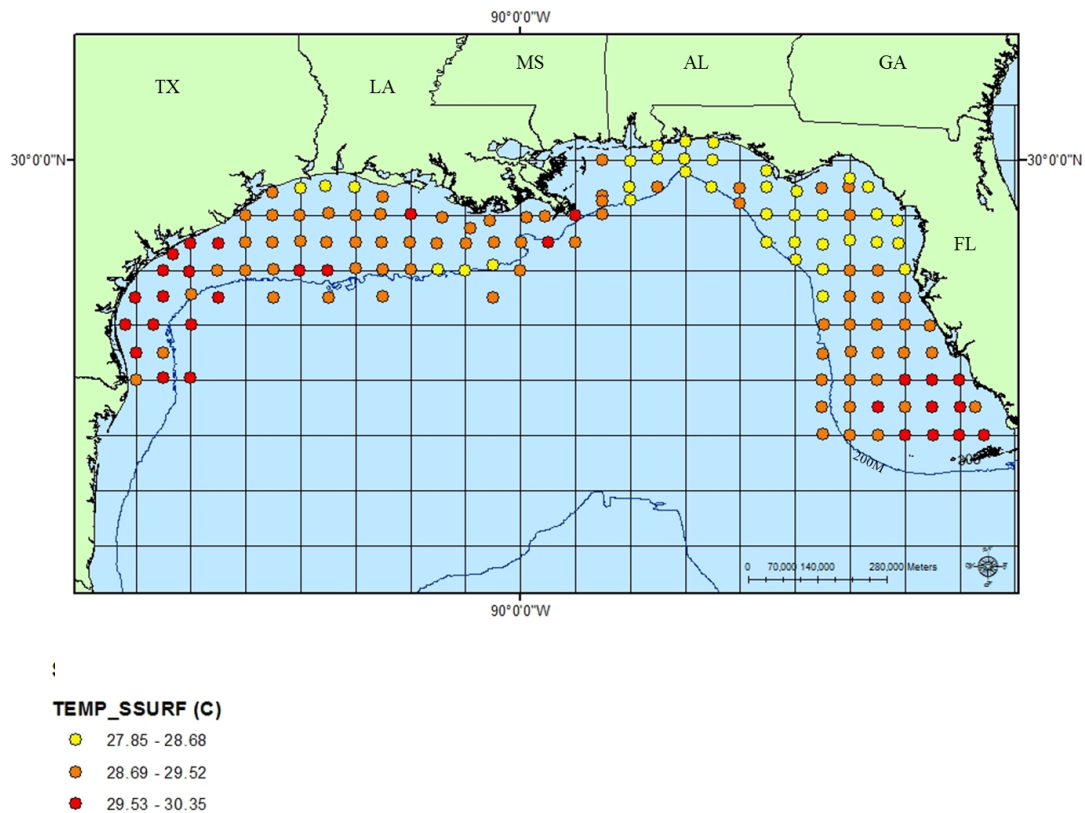 90°0'0"W
TX
LA
MS
AL
GA
30°0'0"N
30°0'0"N
FL
200M
0 70,000 140,000 280,000 Meters
90°0'0"W
TEMP_SSURF (C)
27.85 - 28.68
28.69 - 29.52
29.53 - 30.35